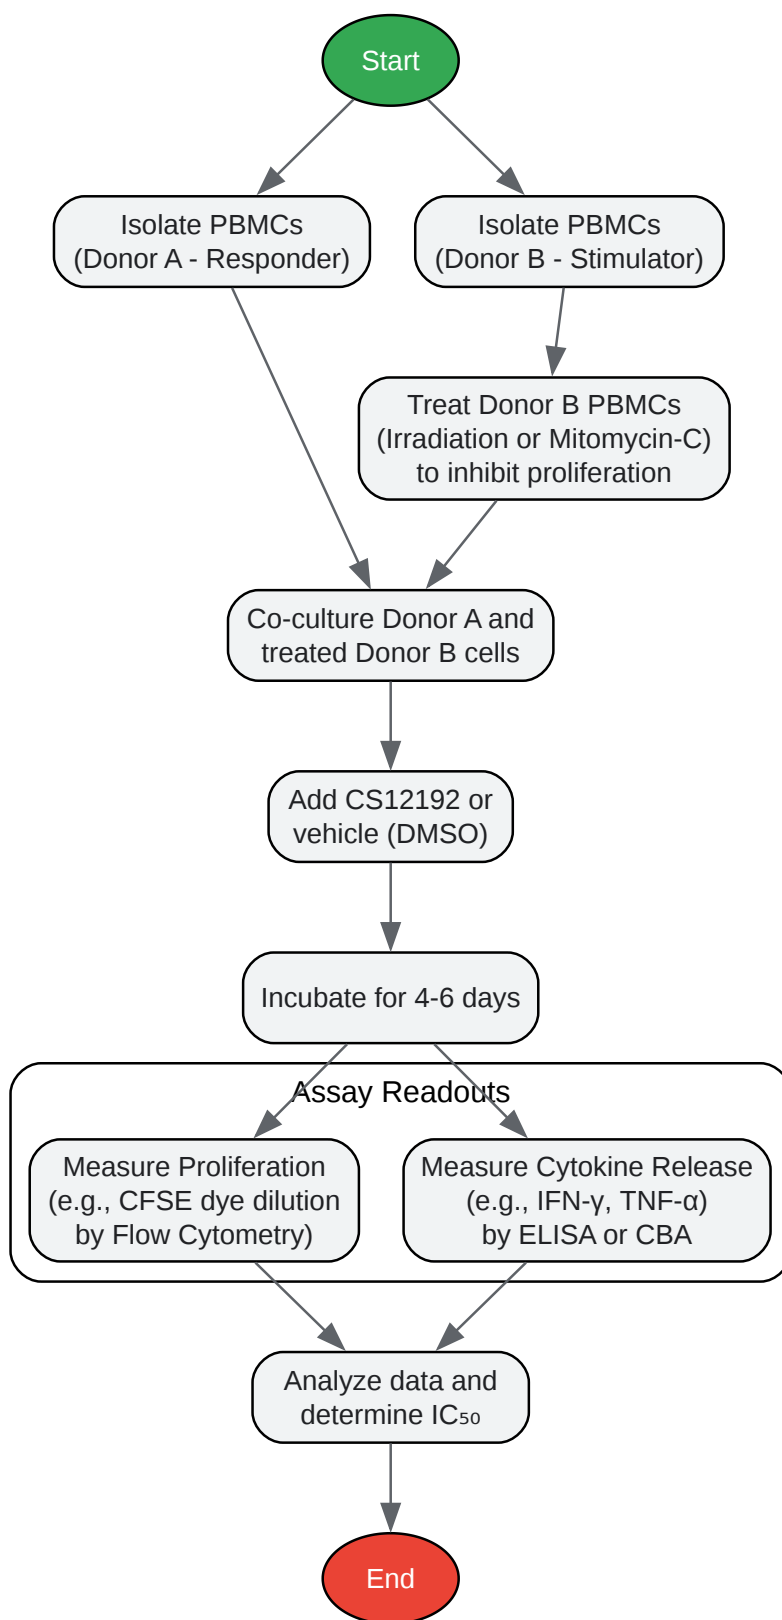 Start
Isolate PBMCs
(Donor A - Responder)
Isolate PBMCs
(Donor B - Stimulator)
Treat Donor B PBMCs
(Irradiation or Mitomycin-C)
to inhibit proliferation
Co-culture Donor A and
treated Donor B cells
Add CS12192 or
vehicle (DMSO)
Incubate for 4-6 days
Assay Readouts
Measure Proliferation
(e.g., CFSE dye dilution
by Flow Cytometry)
Measure Cytokine Release
(e.g., IFN-γ, TNF-α)
by ELISA or CBA
Analyze data and
determine IC₅₀
End